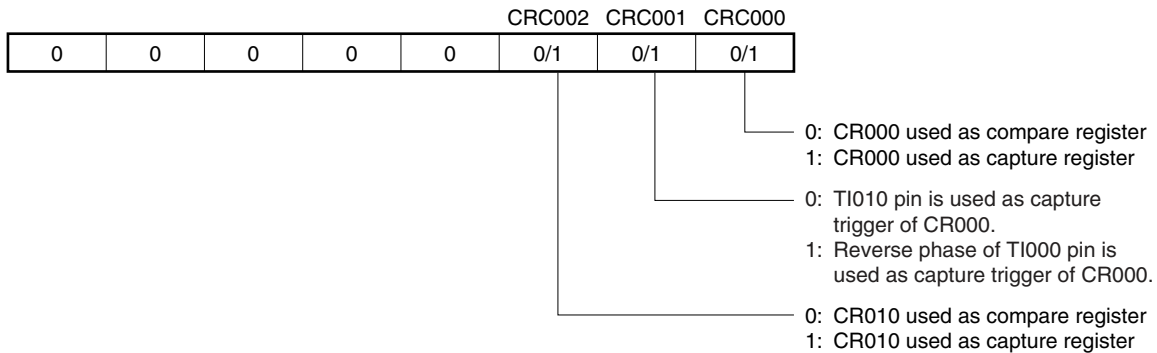 CRC002 CRC001 CRC000
0 0 0 0 0 0/1 0/1 0/1
0: CR000 used as compare register
1: CR000 used as capture register
0: TI010 pin is used as capture
trigger of CR000.
1: Reverse phase of TI000 pin is
used as capture trigger of CR000.
0: CR010 used as compare register
1: CR010 used as capture register